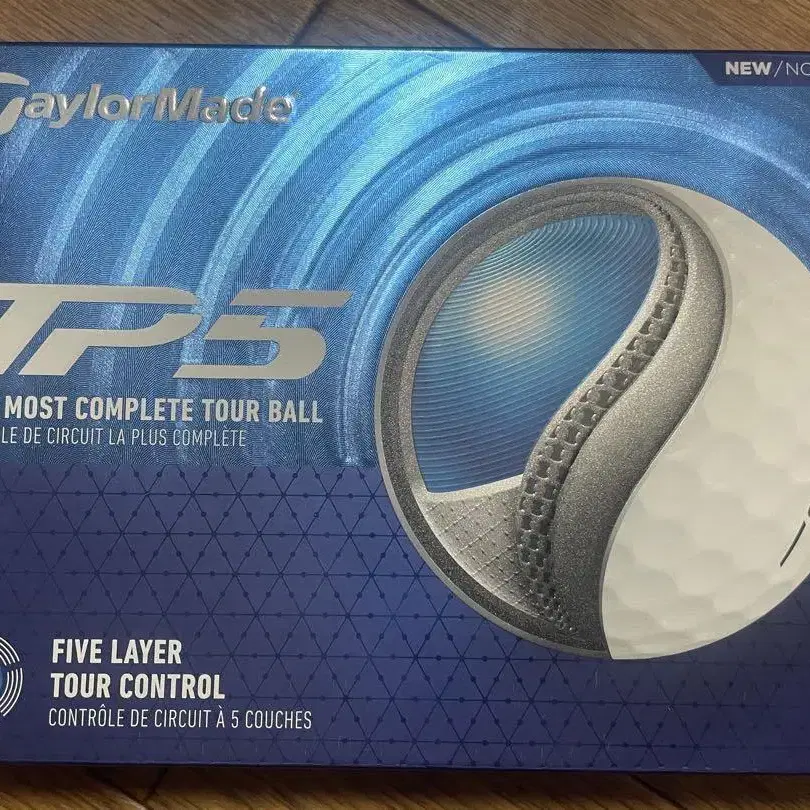 TaylorMade
NEW/NO
TP5
MOST COMPLETE TOUR BALL
LE DE CIRCUIT LA PLUS COMPLÈTE
FIVE LAYER
TOUR CONTROL
CONTRÔLE DE CIRCUIT À 5 COUCHES